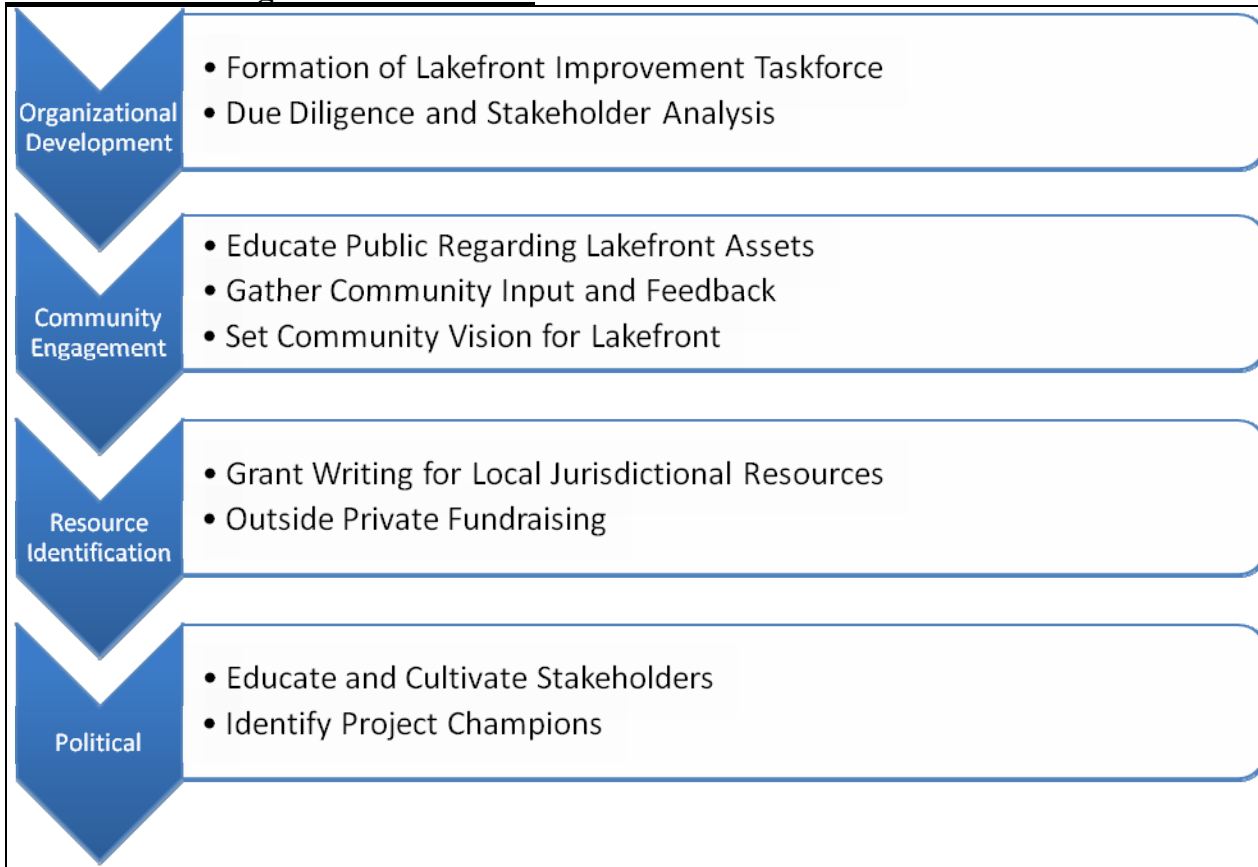 Organizational
Development
• Formation of Lakefront Improvement Taskforce
• Due Diligence and Stakeholder Analysis
Community
Engagement
• Educate Public Regarding Lakefront Assets
• Gather Community Input and Feedback
• Set Community Vision for Lakefront
Resource
Identification
• Grant Writing for Local Jurisdictional Resources
• Outside Private Fundraising
Political
• Educate and Cultivate Stakeholders
• Identify Project Champions